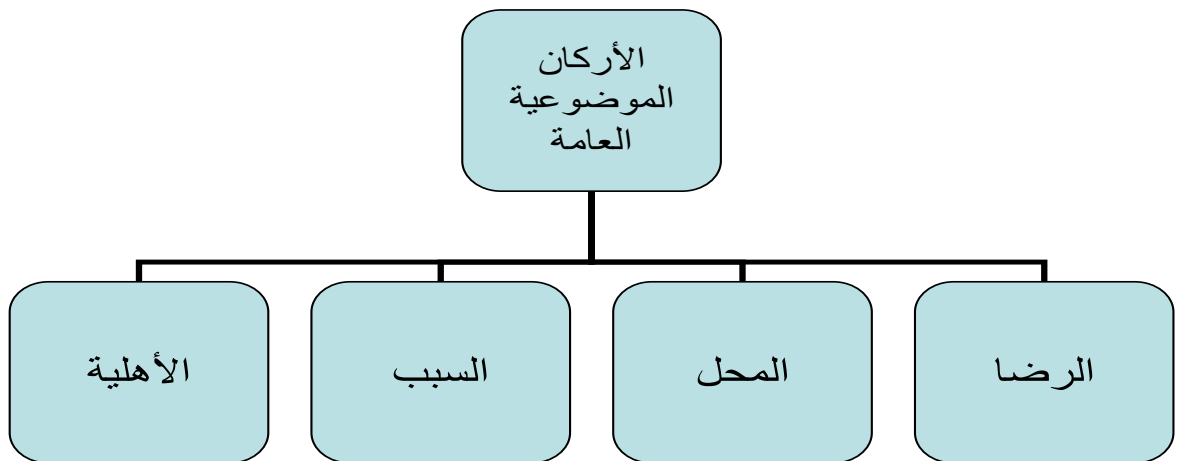 الأركان
الموضوعية
العامة
الرضا
المحل
السبب
الأهلية